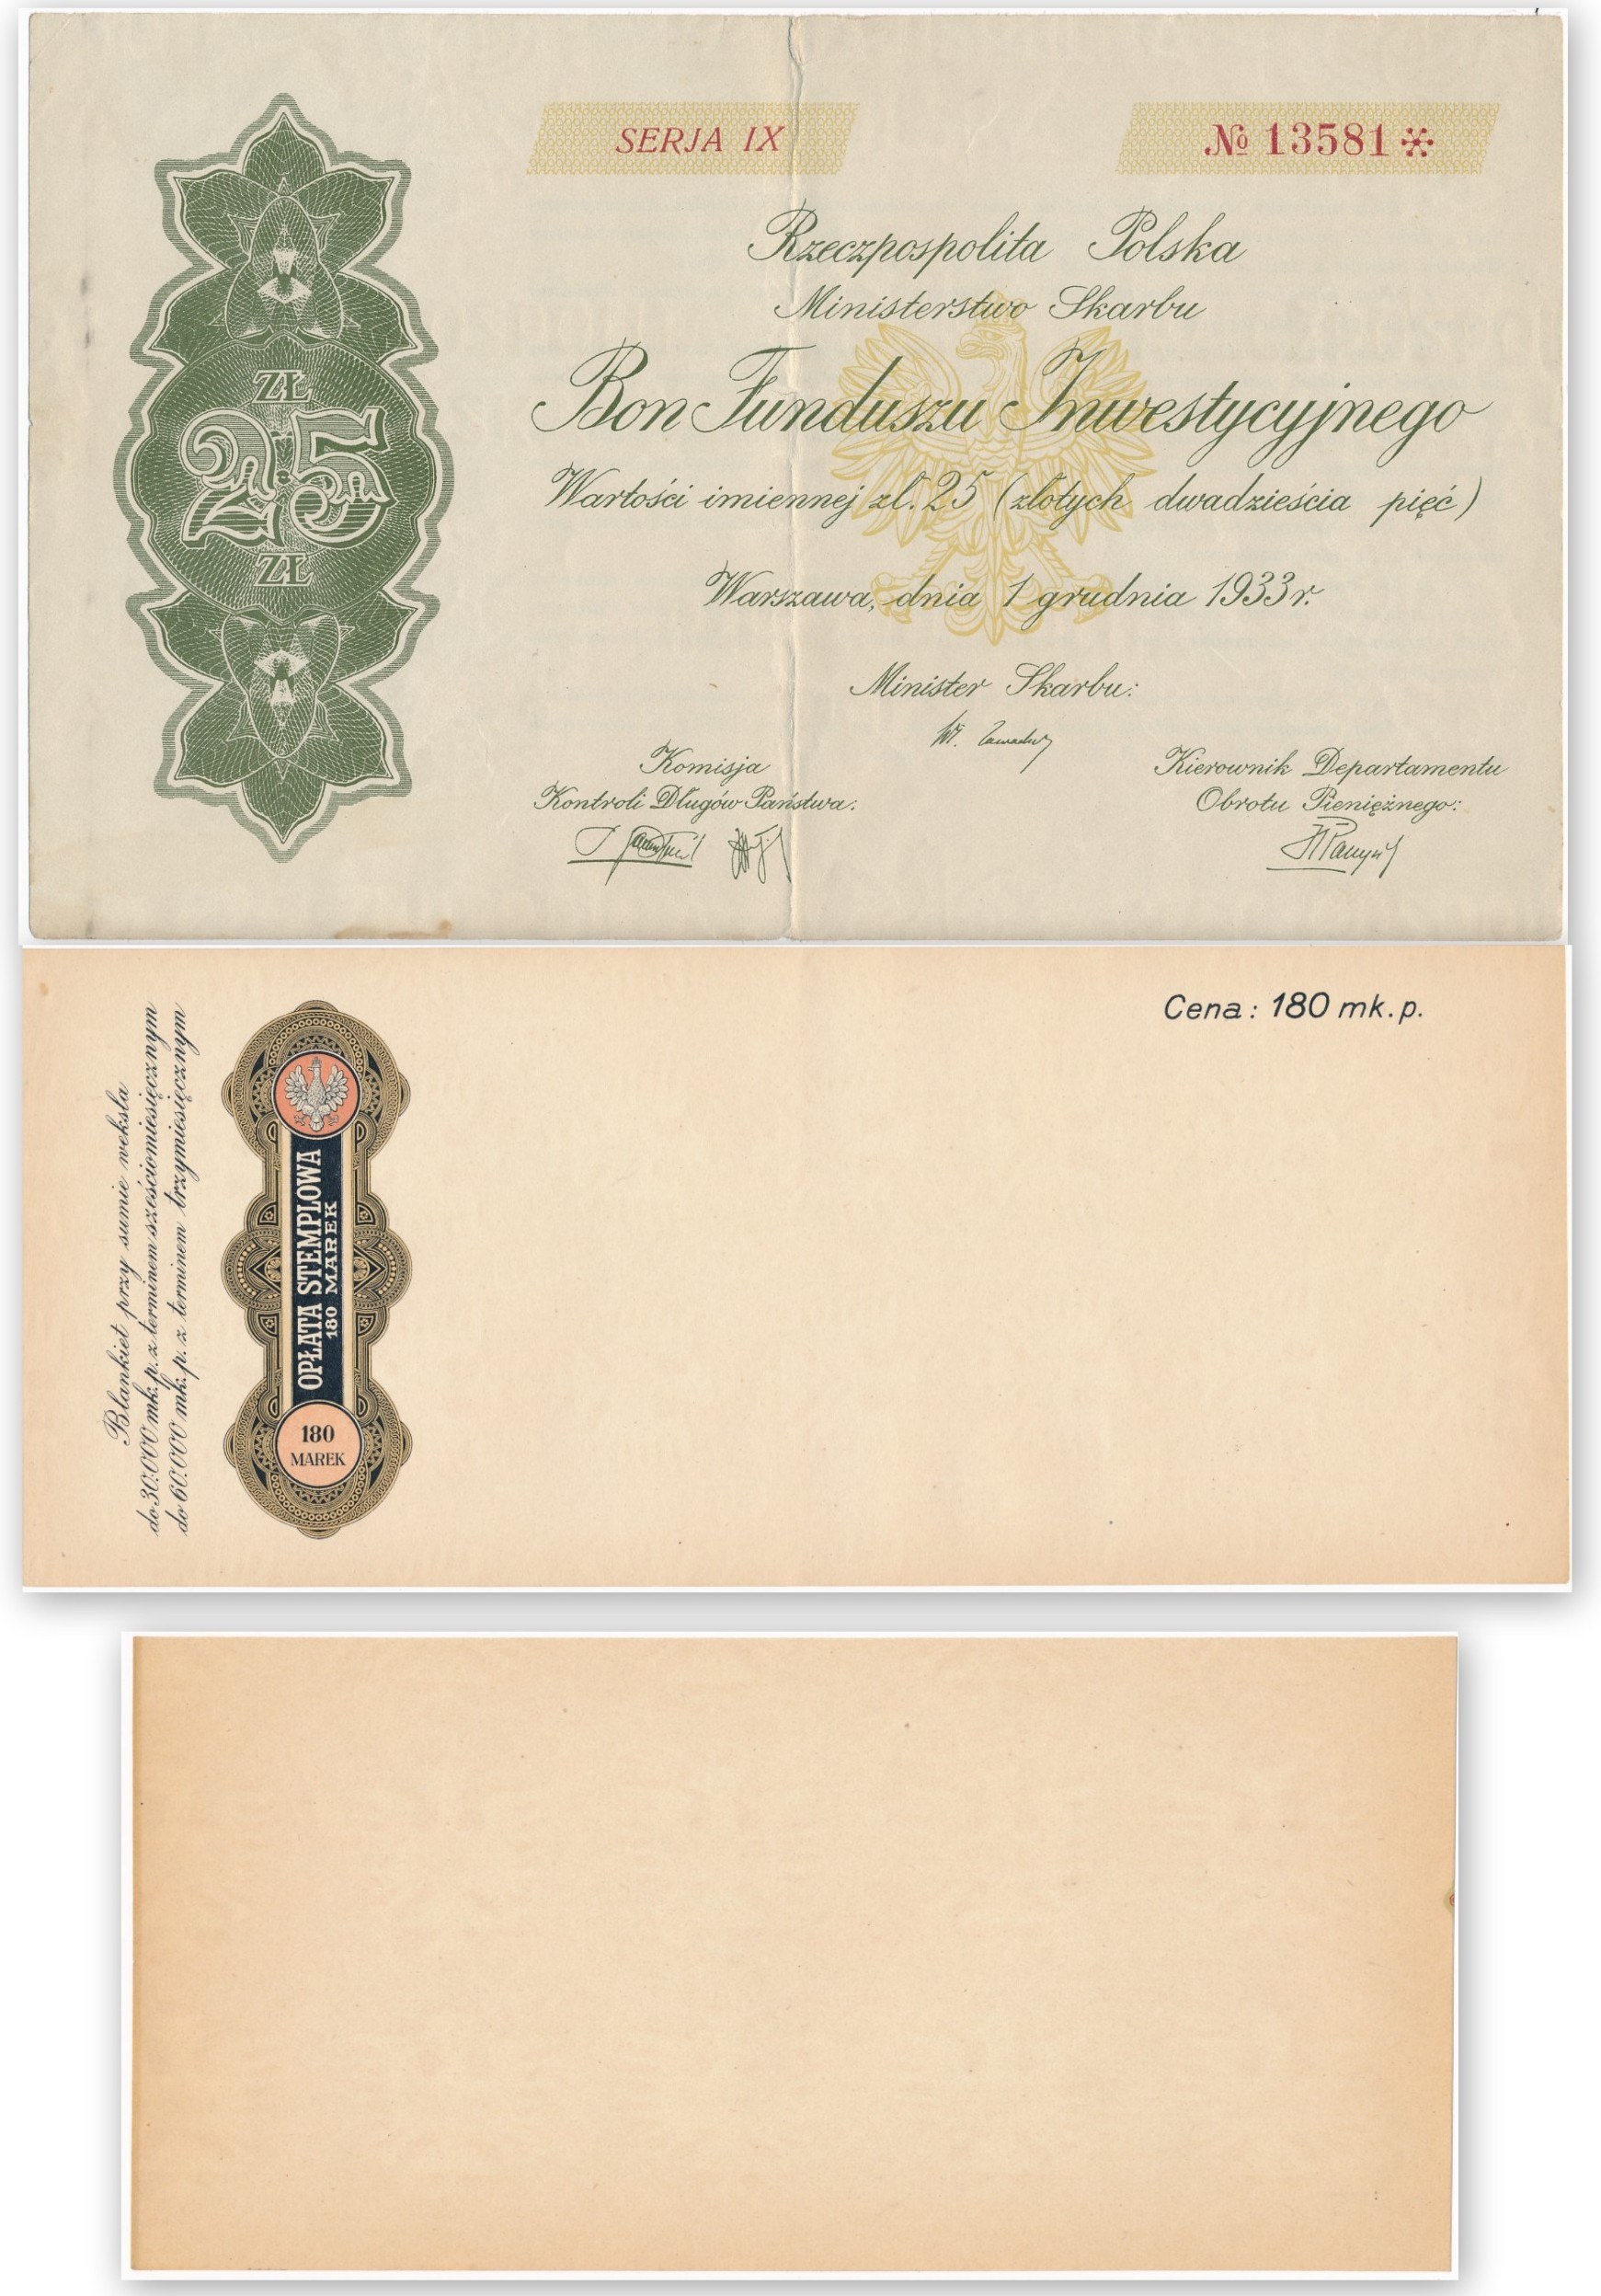 SERJA IX
№ 13581 *
Rzeczpospolita Polska
Ministerstwo Skarbu
Bon Funduszu Inwestycyjnego
Wartości imiennej zł. 25 (złotych dwadzieścia pięć)
Warszawa, dnia 1 grudnia 1933 r.
Minister Skarbu:
Komisja
Kontroli Długów Państwa:
Kierownik Departamentu
Obrotu Pieniężnego:
ZŁ
25
ZŁ
Cena: 180 mk. p.
Blankiet przy sumie weksla
do 30.000 mk. p. z terminem sześciomiesięcznym
do 60.000 mk. p. z terminem trzymiesięcznym
OPŁATA STEMPLOWA
180 MAREK
180
MAREK